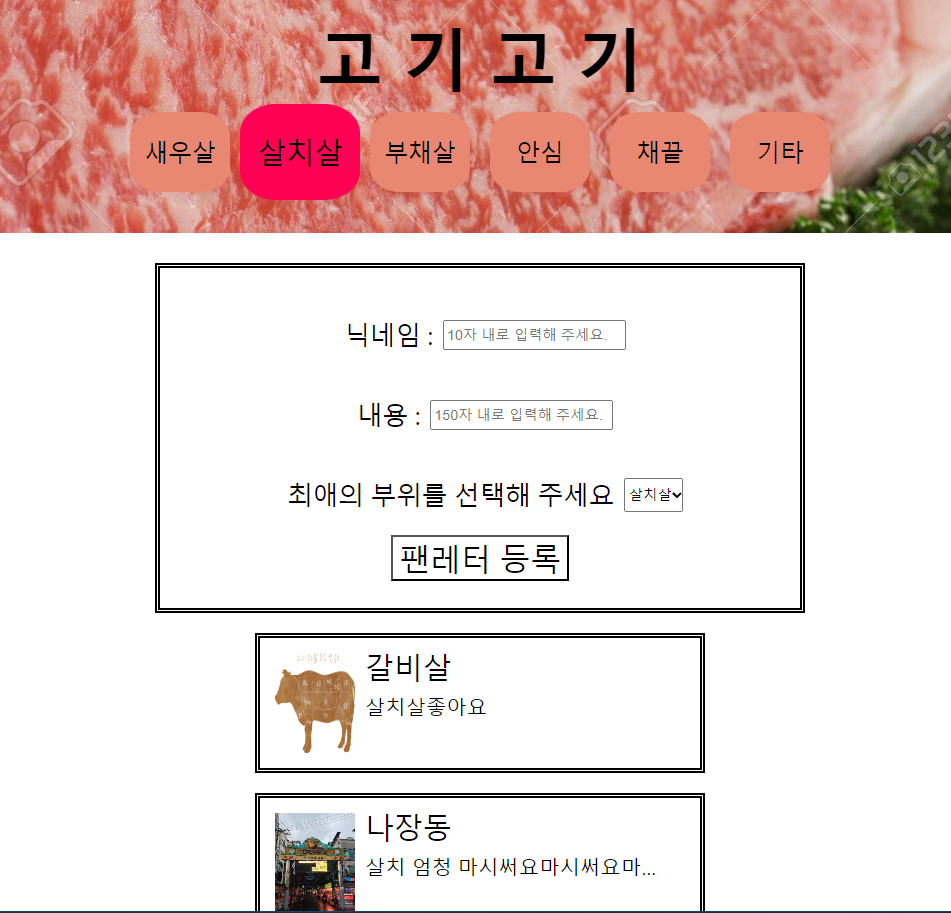 고 기 고 기
새우살 살치살 부채살 안심 채끝 기타
닉네임 : 10자 내로 입력해 주세요.
내용 : 150자 내로 입력해 주세요.
최애의 부위를 선택해 주세요 살치살
팬레터 등록
갈비살
살치살좋아요
나장동
살치 엄청 마시써요마시써요마...